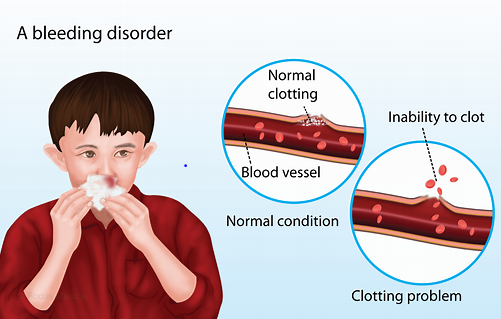 A bleeding disorder
Normal
clotting
Blood vessel
Normal condition
Inability to clot
Clotting problem